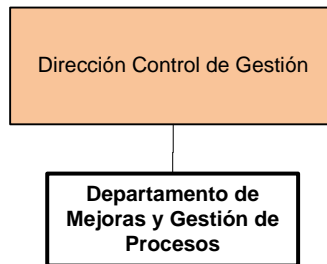 Dirección Control de Gestión
Departamento de
Mejoras y Gestión de
Procesos